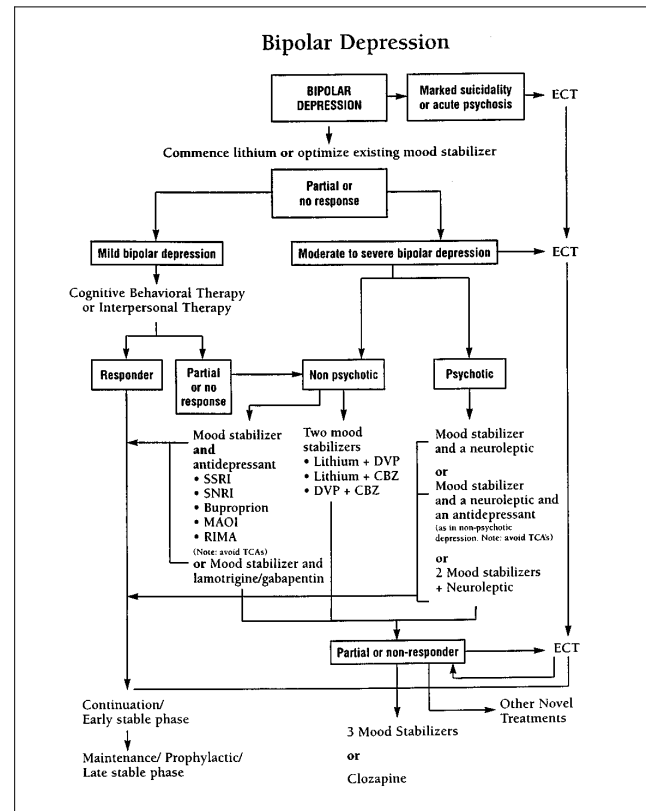 Bipolar Depression
BIPOLAR
DEPRESSION
Marked suicidality
or acute psychosis
ECT
Commence lithium or optimize existing mood stabilizer
Partial or
no response
Mild bipolar depression
Moderate to severe bipolar depression
ECT
Cognitive Behavioral Therapy
or Interpersonal Therapy
Responder
Partial
or no
response
Non psychotic
Psychotic
Mood stabilizer
and
antidepressant
• SSRI
• SNRI
• Buproprion
• MAOI
• RIMA
(Note: avoid TCAs)
or Mood stabilizer and
lamotrigine/gabapentin
Two mood
stabilizers
• Lithium + DVP
• Lithium + CBZ
• DVP + CBZ
Mood stabilizer
and a neuroleptic
or
Mood stabilizer
and a neuroleptic and
an antidepressant
(as in non-psychotic
depression. Note: avoid TCA's)
or
2 Mood stabilizers
+ Neuroleptic
Partial or non-responder
ECT
Continuation/
Early stable phase
Other Novel
Treatments
3 Mood Stabilizers
or
Clozapine
Maintenance/ Prophylactic/
Late stable phase